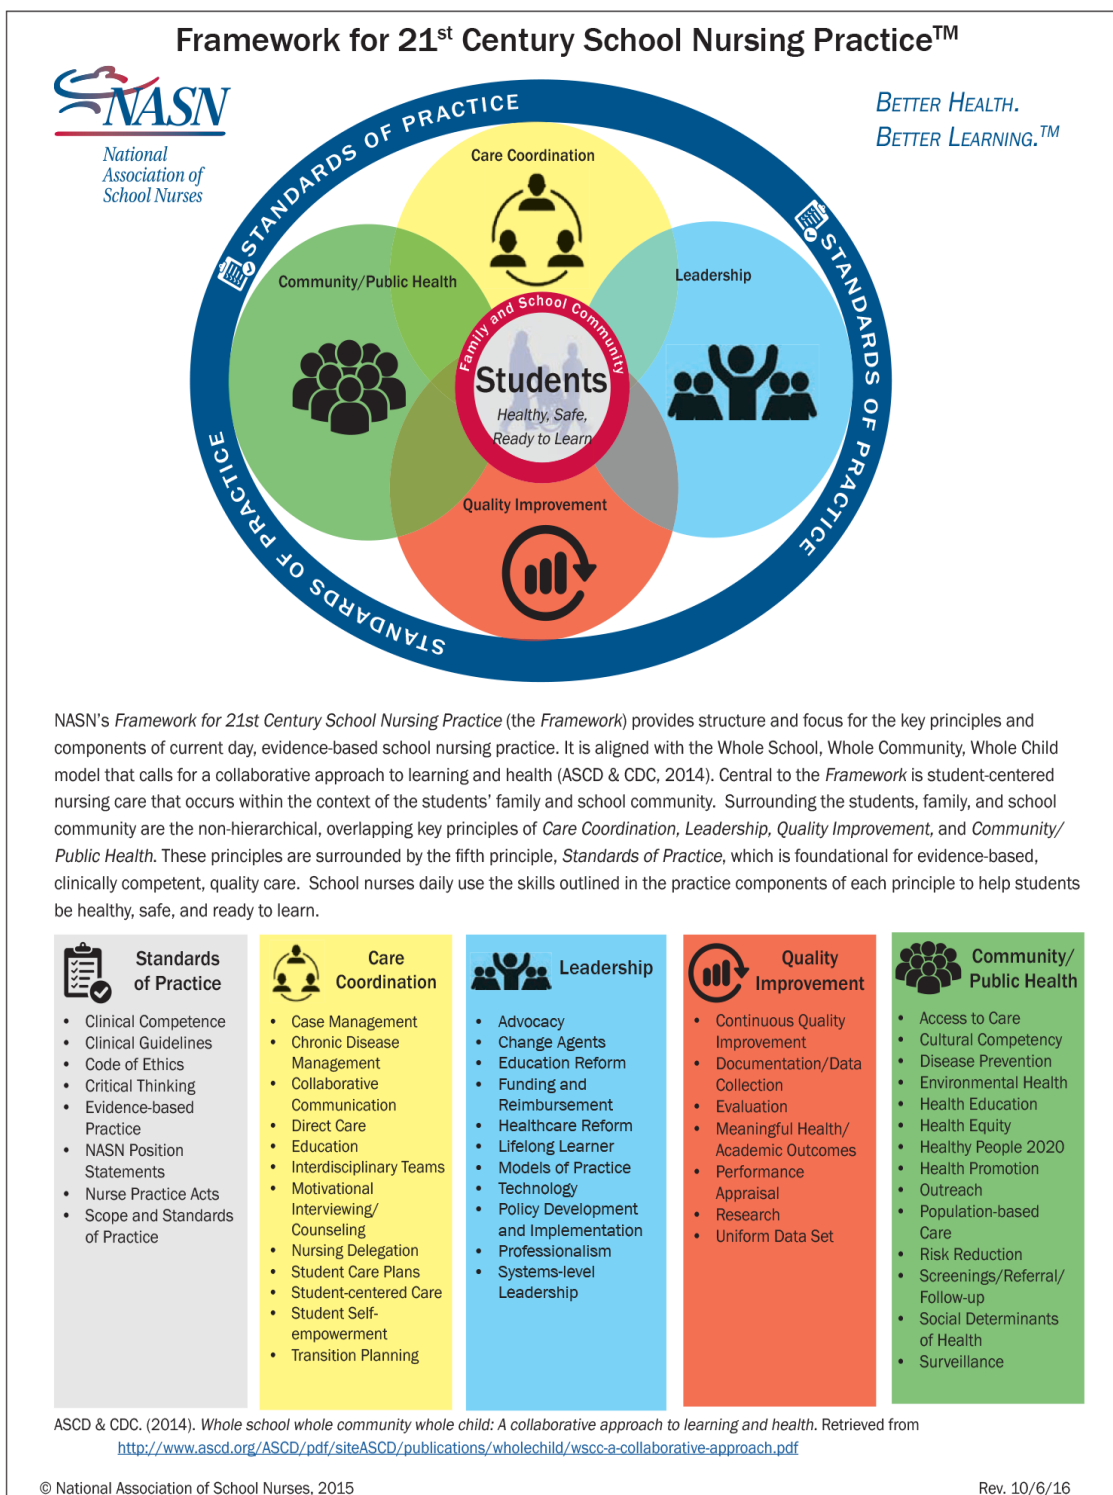 Framework for 21st Century School Nursing Practice™
NASN
National
Association of
School Nurses
BETTER HEALTH.
BETTER LEARNING.™
STANDARDS OF PRACTICE
STANDARDS OF PRACTICE
STANDARDS OF PRACTICE
Care Coordination
Community/Public Health
Leadership
Family and School Community
Students
Healthy, Safe,
Ready to Learn
Quality Improvement
NASN’s Framework for 21st Century School Nursing Practice (the Framework) provides structure and focus for the key principles and
components of current day, evidence-based school nursing practice. It is aligned with the Whole School, Whole Community, Whole Child
model that calls for a collaborative approach to learning and health (ASCD & CDC, 2014). Central to the Framework is student-centered
nursing care that occurs within the context of the students’ family and school community. Surrounding the students, family, and school
community are the non-hierarchical, overlapping key principles of Care Coordination, Leadership, Quality Improvement, and Community/
Public Health. These principles are surrounded by the fifth principle, Standards of Practice, which is foundational for evidence-based,
clinically competent, quality care. School nurses daily use the skills outlined in the practice components of each principle to help students
be healthy, safe, and ready to learn.
Standards
of Practice
• Clinical Competence
• Clinical Guidelines
• Code of Ethics
• Critical Thinking
• Evidence-based
Practice
• NASN Position
Statements
• Nurse Practice Acts
• Scope and Standards
of Practice
Care
Coordination
• Case Management
• Chronic Disease
Management
• Collaborative
Communication
• Direct Care
• Education
• Interdisciplinary Teams
• Motivational
Interviewing/
Counseling
• Nursing Delegation
• Student Care Plans
• Student-centered Care
• Student Self-
empowerment
• Transition Planning
Leadership
• Advocacy
• Change Agents
• Education Reform
• Funding and
Reimbursement
• Healthcare Reform
• Lifelong Learner
• Models of Practice
• Technology
• Policy Development
and Implementation
• Professionalism
• Systems-level
Leadership
Quality
Improvement
• Continuous Quality
Improvement
• Documentation/Data
Collection
• Evaluation
• Meaningful Health/
Academic Outcomes
• Performance
Appraisal
• Research
• Uniform Data Set
Community/
Public Health
• Access to Care
• Cultural Competency
• Disease Prevention
• Environmental Health
• Health Education
• Health Equity
• Healthy People 2020
• Health Promotion
• Outreach
• Population-based
Care
• Risk Reduction
• Screenings/Referral/
Follow-up
• Social Determinants
of Health
• Surveillance
ASCD & CDC. (2014). Whole school whole community whole child: A collaborative approach to learning and health. Retrieved from
http://www.ascd.org/ASCD/pdf/siteASCD/publications/wholechild/wscc-a-collaborative-approach.pdf
© National Association of School Nurses, 2015
Rev. 10/6/16